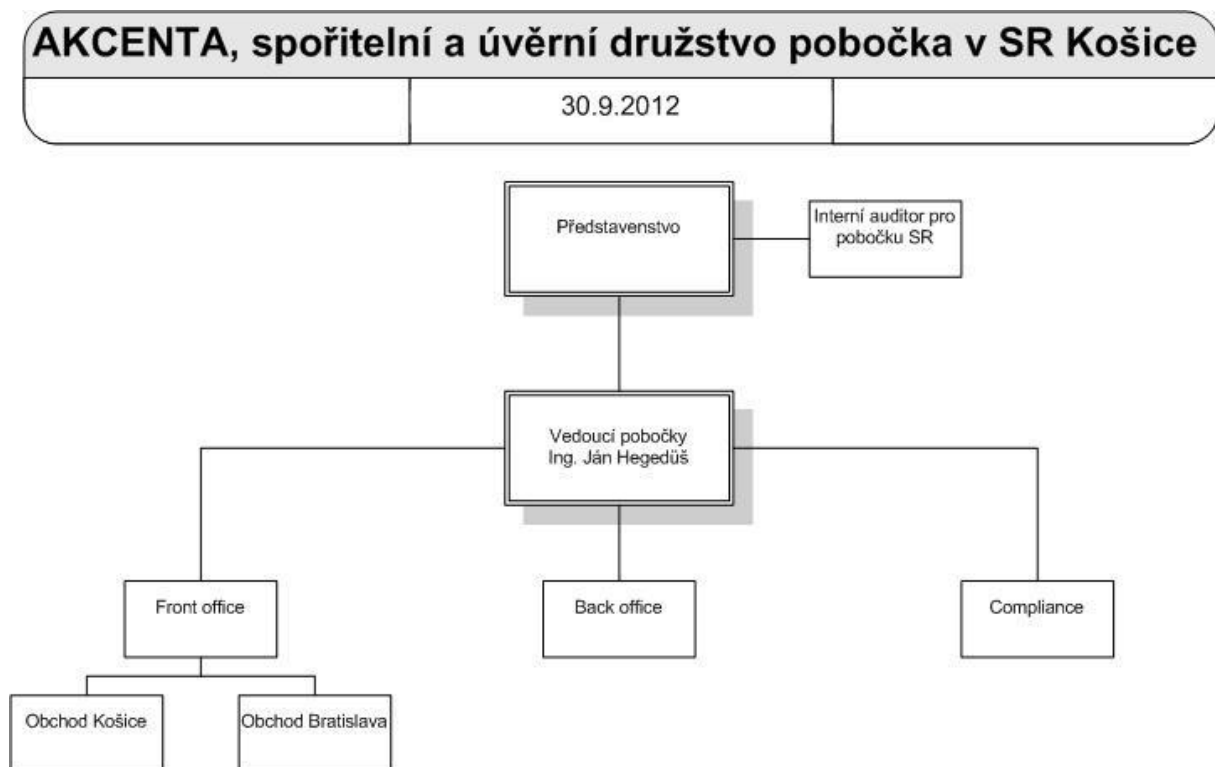 AKCENTA, spořitelní a úvěrní družstvo pobočka v SR Košice
30.9.2012
Představenstvo
Interní auditor pro
pobočku SR
Vedoucí pobočky
Ing. Ján Hegedüš
Front office
Back office
Compliance
Obchod Košice
Obchod Bratislava